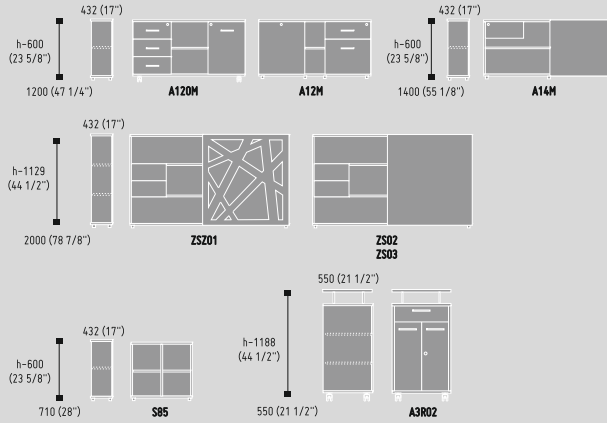 432 (17")
h-600
(23 5/8")
1200 (47 1/4")
A120M
A12M
432 (17")
h-600
(23 5/8")
1400 (55 1/8")
A14M
432 (17")
h-1129
(44 1/2")
2000 (78 7/8")
ZSZ01
ZS02
ZS03
432 (17")
h-600
(23 5/8")
710 (28")
S85
550 (21 1/2")
h-1188
(44 1/2")
550 (21 1/2")
A3R02